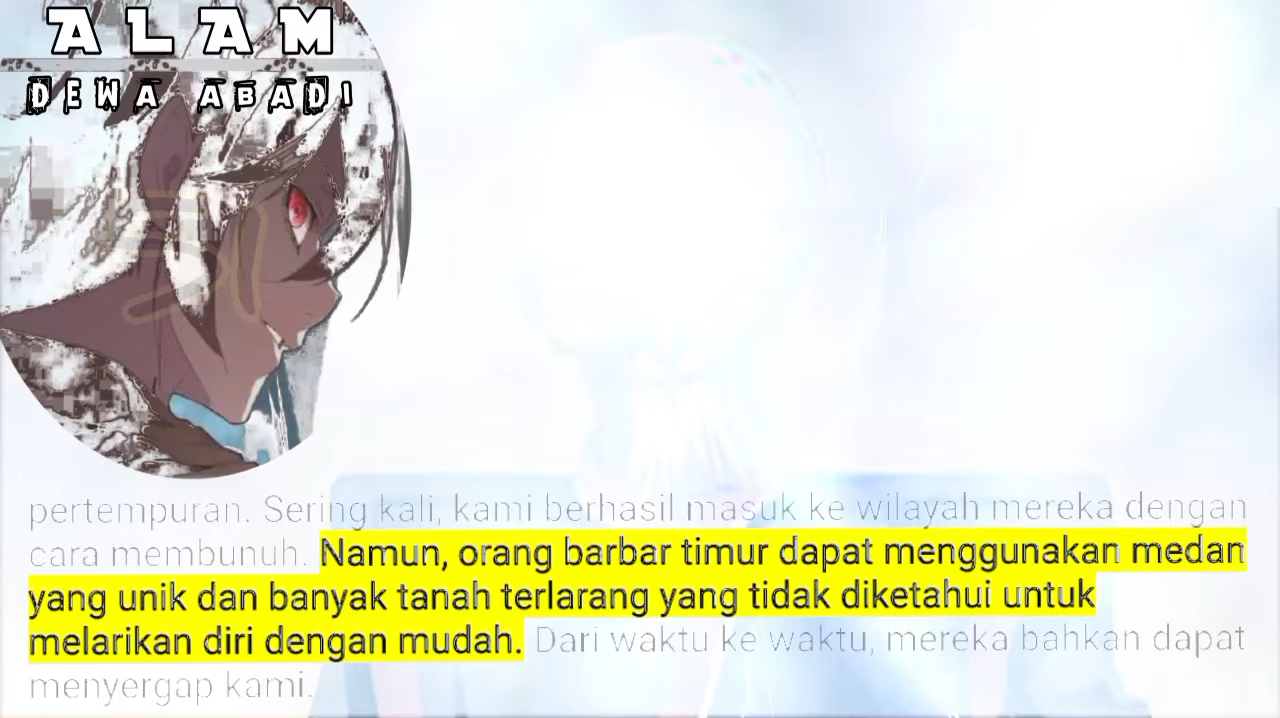 ALAM
DEWA ABADI
pertempuran. Sering kali, kami berhasil masuk ke wilayah mereka dengan
cara membunuh. Namun, orang barbar timur dapat menggunakan medan
yang unik dan banyak tanah terlarang yang tidak diketahui untuk
melarikan diri dengan mudah. Dari waktu ke waktu, mereka bahkan dapat
menyergap kami.